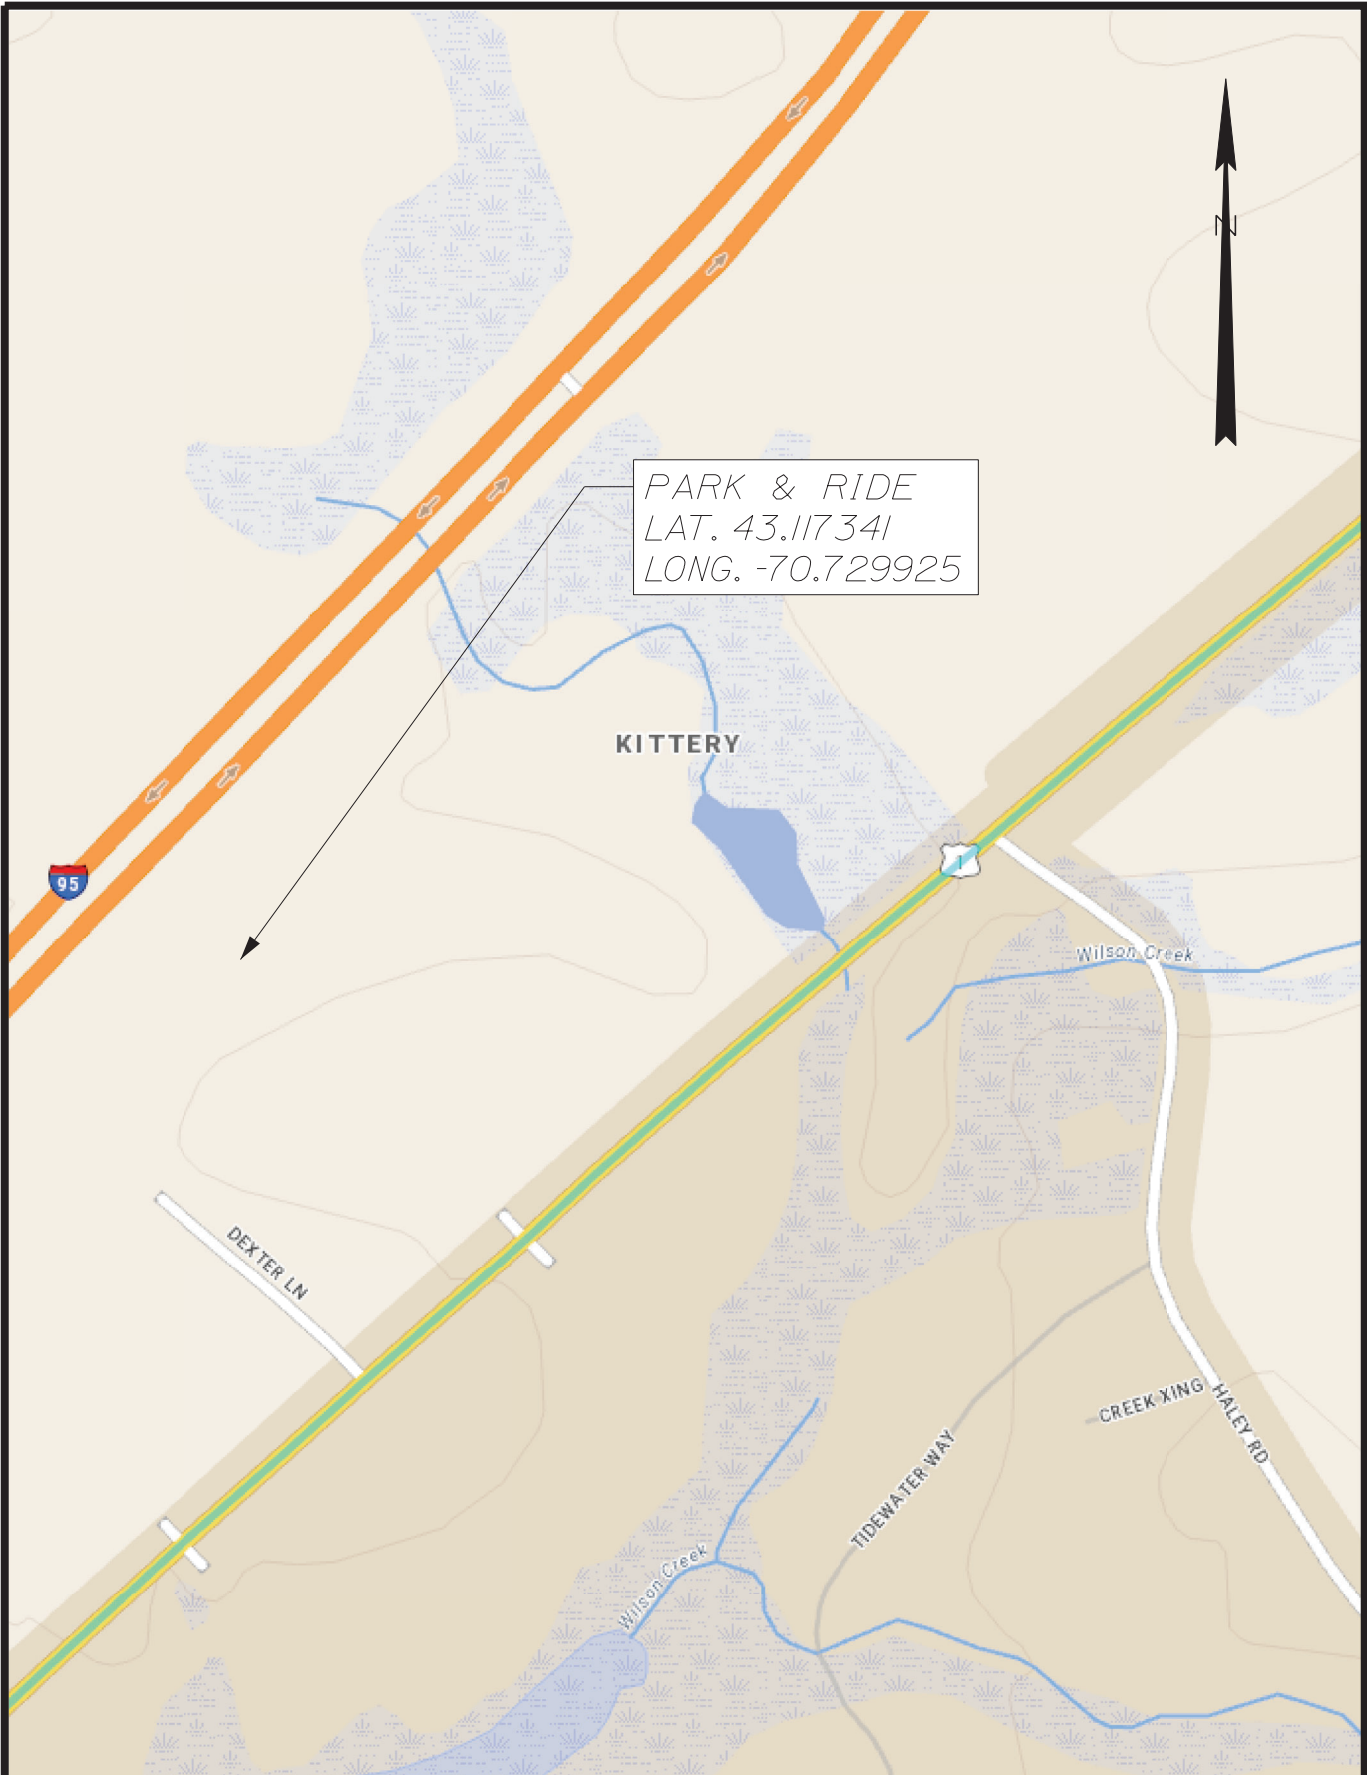 N
PARK & RIDE
LAT. 43.117341
LONG. -70.729925
KITTERY
95
1
Wilson Creek
DEXTER LN
CREEK XING
HALEY RD
TIDEWATER WAY
Wilson Creek